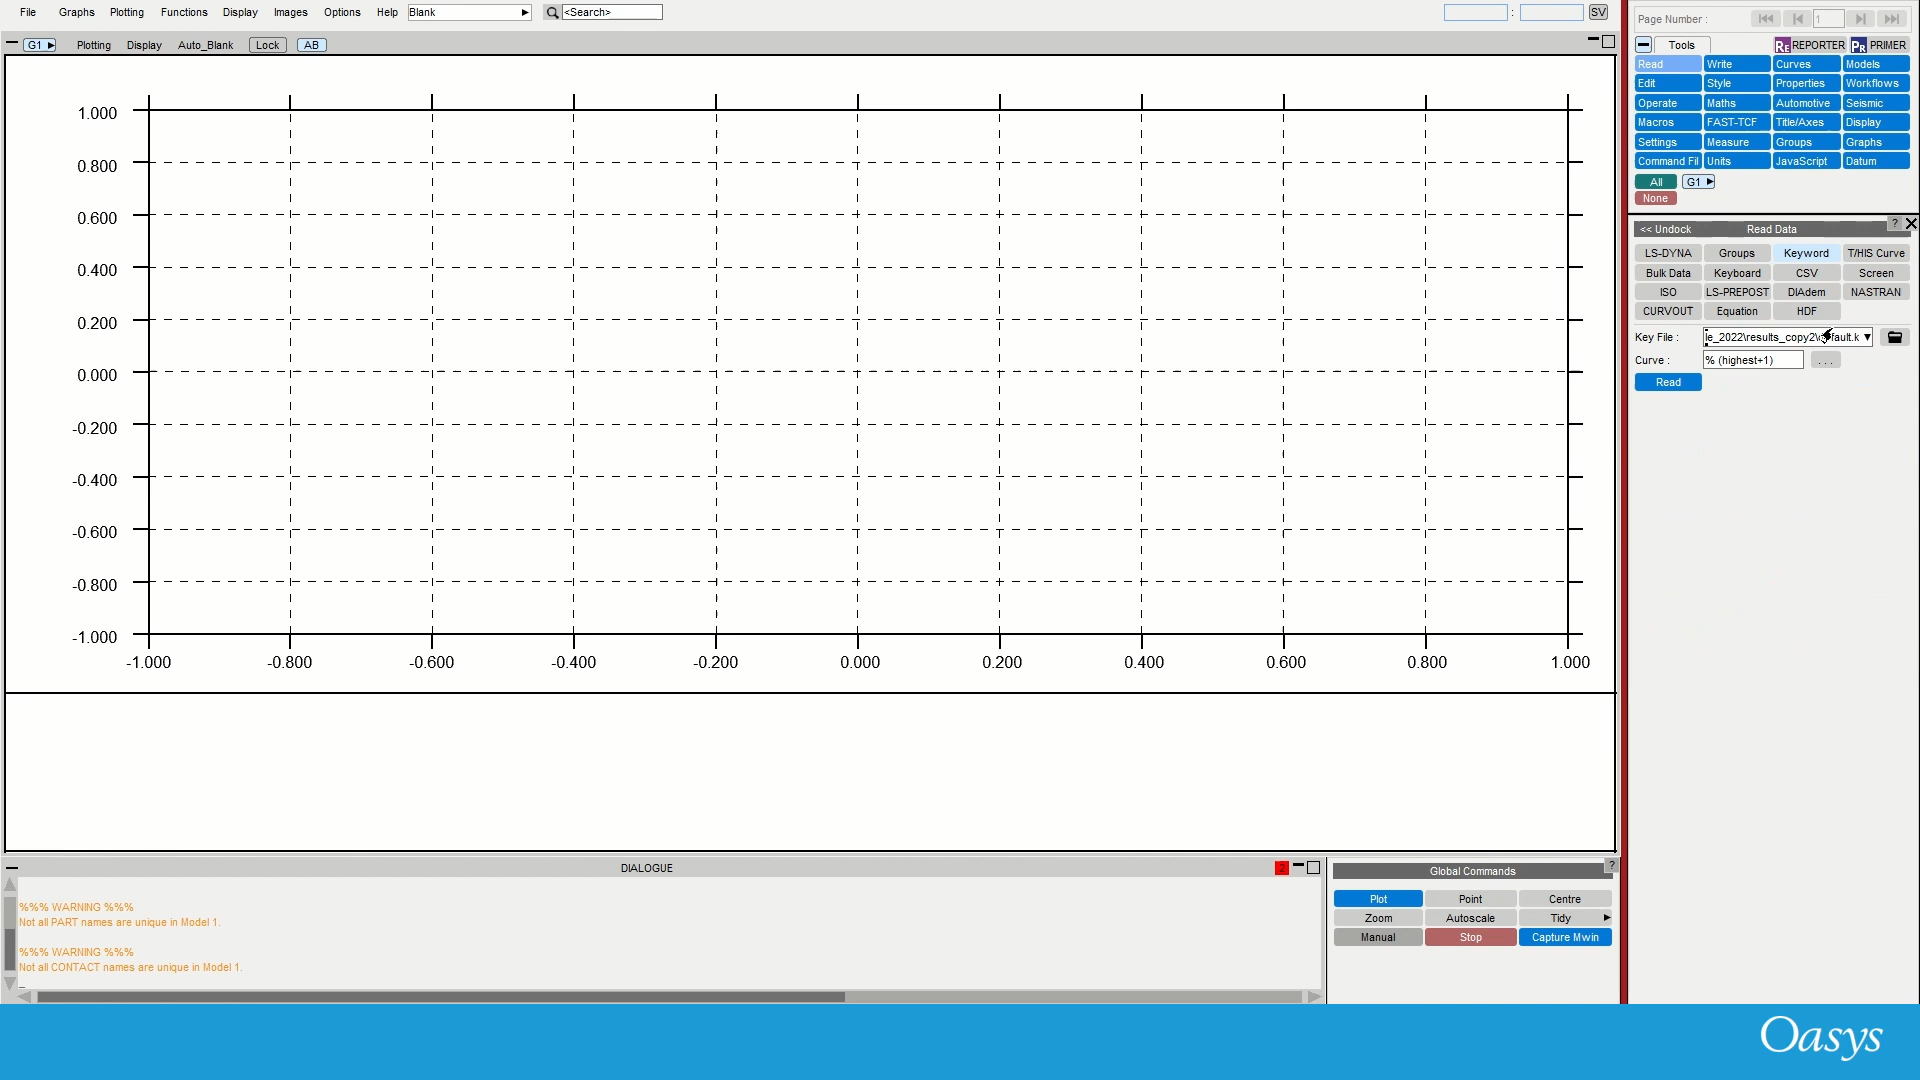 File Graphs Plotting Functions Display Images Options Help Blank <Search> : SV
G1 Plotting Display Auto_Blank Lock AB
1.000
0.800
0.600
0.400
0.200
0.000
-0.200
-0.400
-0.600
-0.800
-1.000
-1.000 -0.800 -0.600 -0.400 -0.200 0.000 0.200 0.400 0.600 0.800 1.000
DIALOGUE 2
%%% WARNING %%%
Not all PART names are unique in Model 1.
%%% WARNING %%%
Not all CONTACT names are unique in Model 1.
Global Commands ?
Plot Point Centre
Zoom Autoscale Tidy
Manual Stop Capture Mwin
Page Number : 1
Tools RE REPORTER PR PRIMER
Read Write Curves Models
Edit Style Properties Workflows
Operate Maths Automotive Seismic
Macros FAST-TCF Title/Axes Display
Settings Measure Groups Graphs
Command Fil Units JavaScript Datum
All G1
None
<< Undock Read Data ?
LS-DYNA Groups Keyword T/HIS Curve
Bulk Data Keyboard CSV Screen
ISO LS-PREPOST DIAdem NASTRAN
CURVOUT Equation HDF
Key File :
Curve : % (highest+1) ...
Read
Oasys